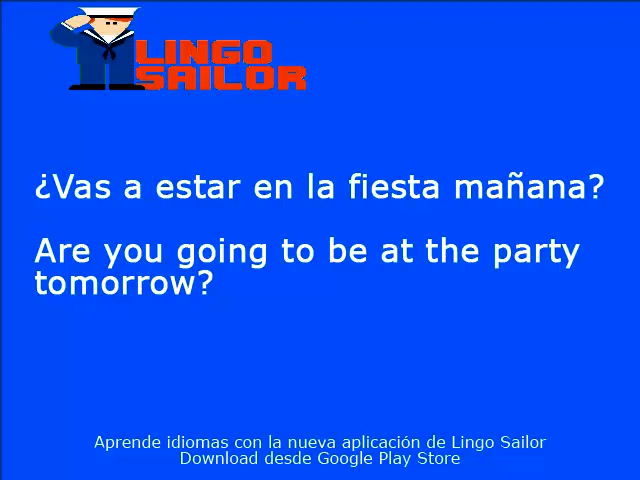 LINGO
SAILOR
¿Vas a estar en la fiesta mañana?
Are you going to be at the party
tomorrow?
Aprende idiomas con la nueva aplicación de Lingo Sailor
Download desde Google Play Store